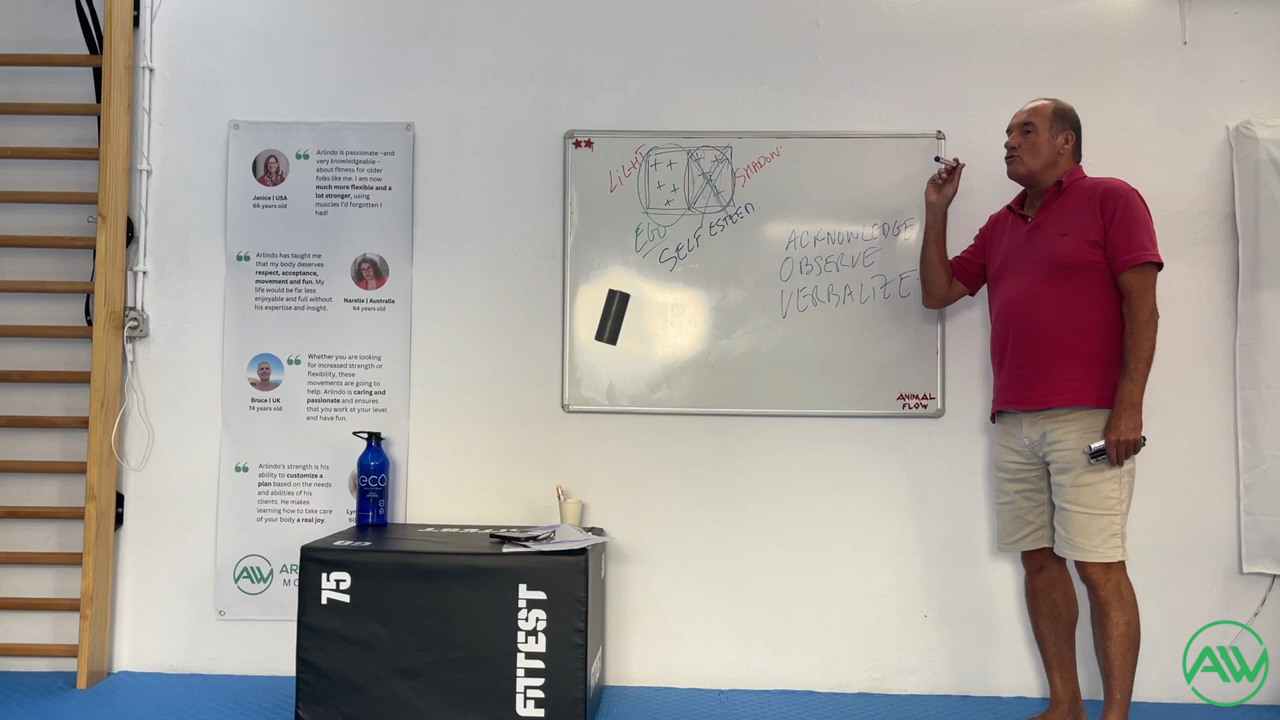 Arlindo is passionate –and
very knowledgeable –
about fitness for older
folks like me. I am now
much more flexible and a
lot stronger, using
muscles I'd forgotten I
had!
Janice | USA
66 years old
Arlindo has taught me
that my body deserves
respect, acceptance,
movement and fun. My
life would be far less
enjoyable and full without
his expertise and insight.
Narelle | Australia
64 years old
Whether you are looking
for increased strength or
flexibility, these
movements are going to
help. Arlindo is caring and
passionate and ensures
that you work at your level
and have fun.
Bruce | UK
74 years old
Arlindo's strength is his
ability to customize a
plan based on the needs
and abilities of his
clients. He makes
learning how to take care
of your body a real joy.
AW
LIGHT
SHADOW.
EGO
SELF ESTEEM.
ACKNOWLEDGE
OBSERVE
VERBALIZE.
ANIMAL
FLOW
eco
60
FITTEST
75
FITTEST
AW